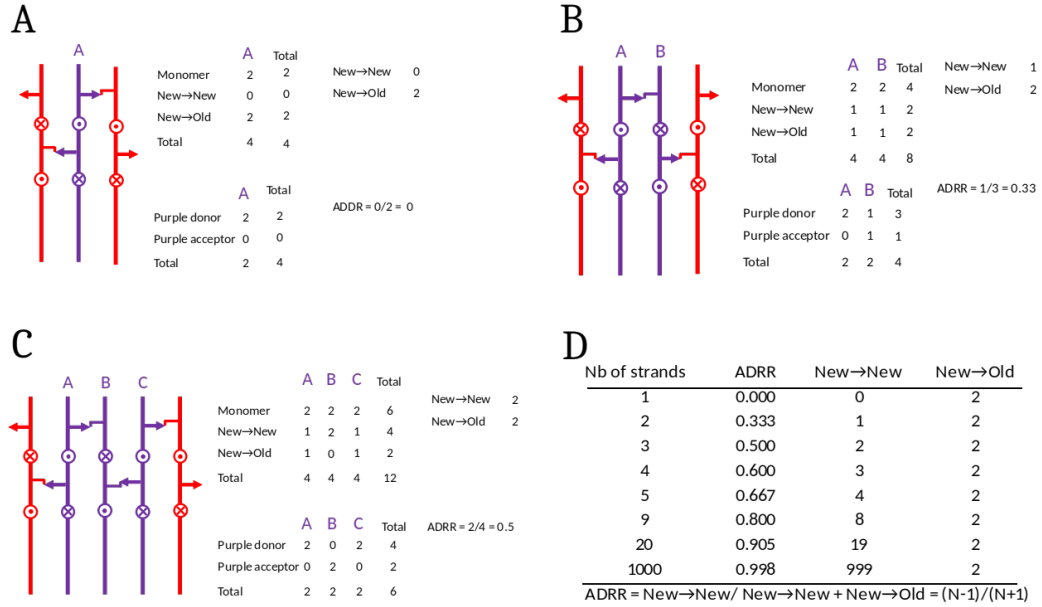 A
A
A Total
Monomer 2 2
New→New 0 0
New→Old 2 2
Total 4 4
New→New 0
New→Old 2
A Total
Purple donor 2 2
Purple acceptor 0 0
Total 2 4
ADDR = 0/2 = 0
B
A B
A B Total
Monomer 2 2 4
New→New 1 1 2
New→Old 1 1 2
Total 4 4 8
New→New 1
New→Old 2
A B Total
Purple donor 2 1 3
Purple acceptor 0 1 1
Total 2 2 4
ADRR = 1/3 = 0.33
C
A B C
A B C Total
Monomer 2 2 2 6
New→New 1 2 1 4
New→Old 1 0 1 2
Total 4 4 4 12
New→New 2
New→Old 2
A B C Total
Purple donor 2 0 2 4
Purple acceptor 0 2 0 2
Total 2 2 2 6
ADRR = 2/4 = 0.5
D
Nb of strands ADRR New→New New→Old
1 0.000 0 2
2 0.333 1 2
3 0.500 2 2
4 0.600 3 2
5 0.667 4 2
9 0.800 8 2
20 0.905 19 2
1000 0.998 999 2
ADRR = New→New/ New→New + New→Old = (N-1)/(N+1)